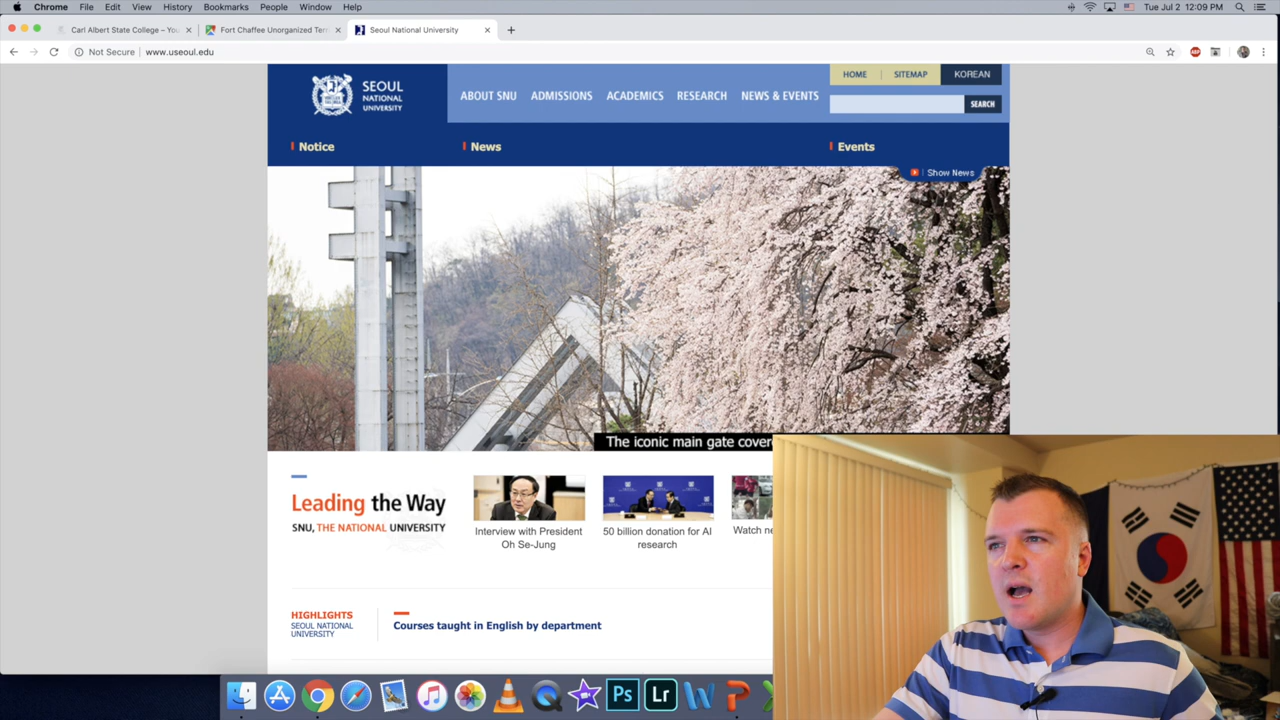 Chrome File Edit View History Bookmarks People Window Help
Tue Jul 2 12:09 PM
Carl Albert State College – You
Fort Chaffee Unorganized Terr
Seoul National University
Not Secure www.useoul.edu
SEOUL
NATIONAL
UNIVERSITY
HOME SITEMAP KOREAN
ABOUT SNU ADMISSIONS ACADEMICS RESEARCH NEWS & EVENTS
SEARCH
Notice News Events
Show News
The iconic main gate cover
Leading the Way
SNU, THE NATIONAL UNIVERSITY
Interview with President
Oh Se-Jung
50 billion donation for AI
research
Watch ne
HIGHLIGHTS
SEOUL NATIONAL
UNIVERSITY
Courses taught in English by department
Ps Lr